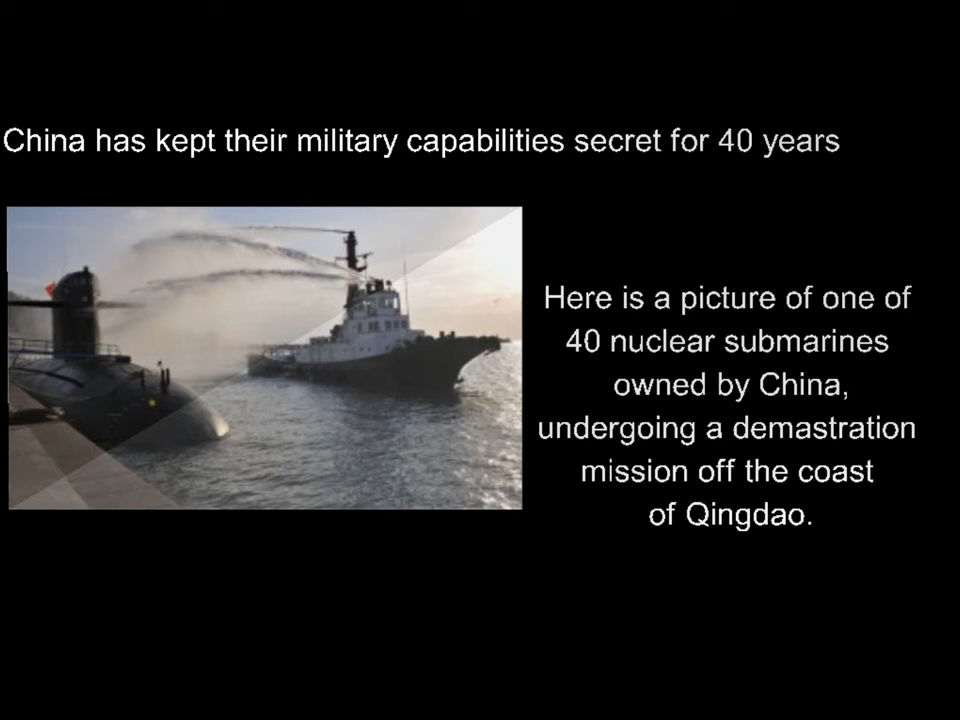 China has kept their military capabilities secret for 40 years
Here is a picture of one of
40 nuclear submarines
owned by China,
undergoing a demastration
mission off the coast
of Qingdao.